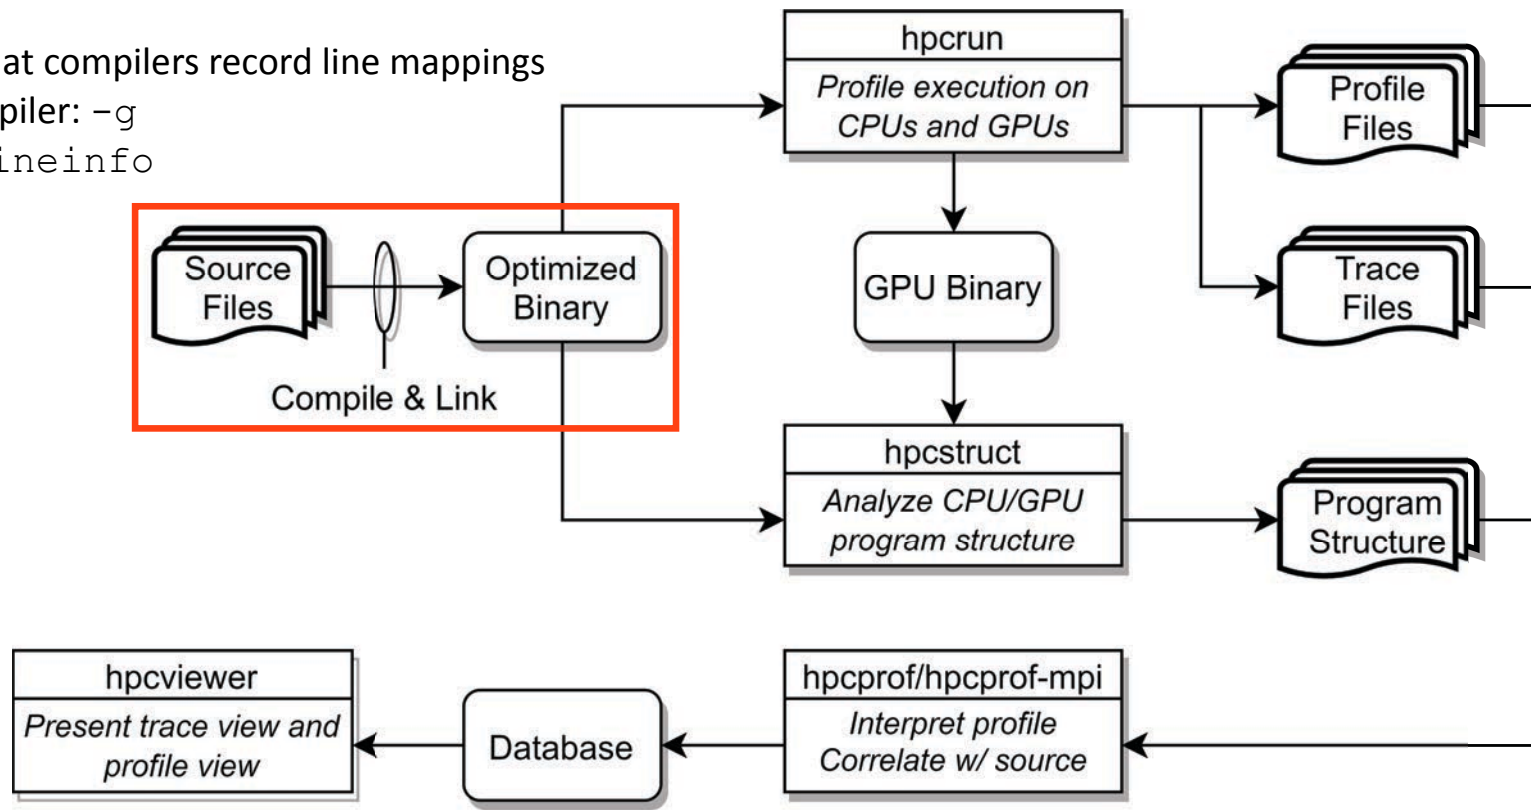 at compilers record line mappings
piler: -g
ineinfo
hpcrun
Profile execution on
CPUs and GPUs
Profile
Files
Source
Files
Optimized
Binary
GPU Binary
Trace
Files
Compile & Link
hpcstruct
Analyze CPU/GPU
program structure
Program
Structure
hpcviewer
Present trace view and
profile view
Database
hpcprof/hpcprof-mpi
Interpret profile
Correlate w/ source